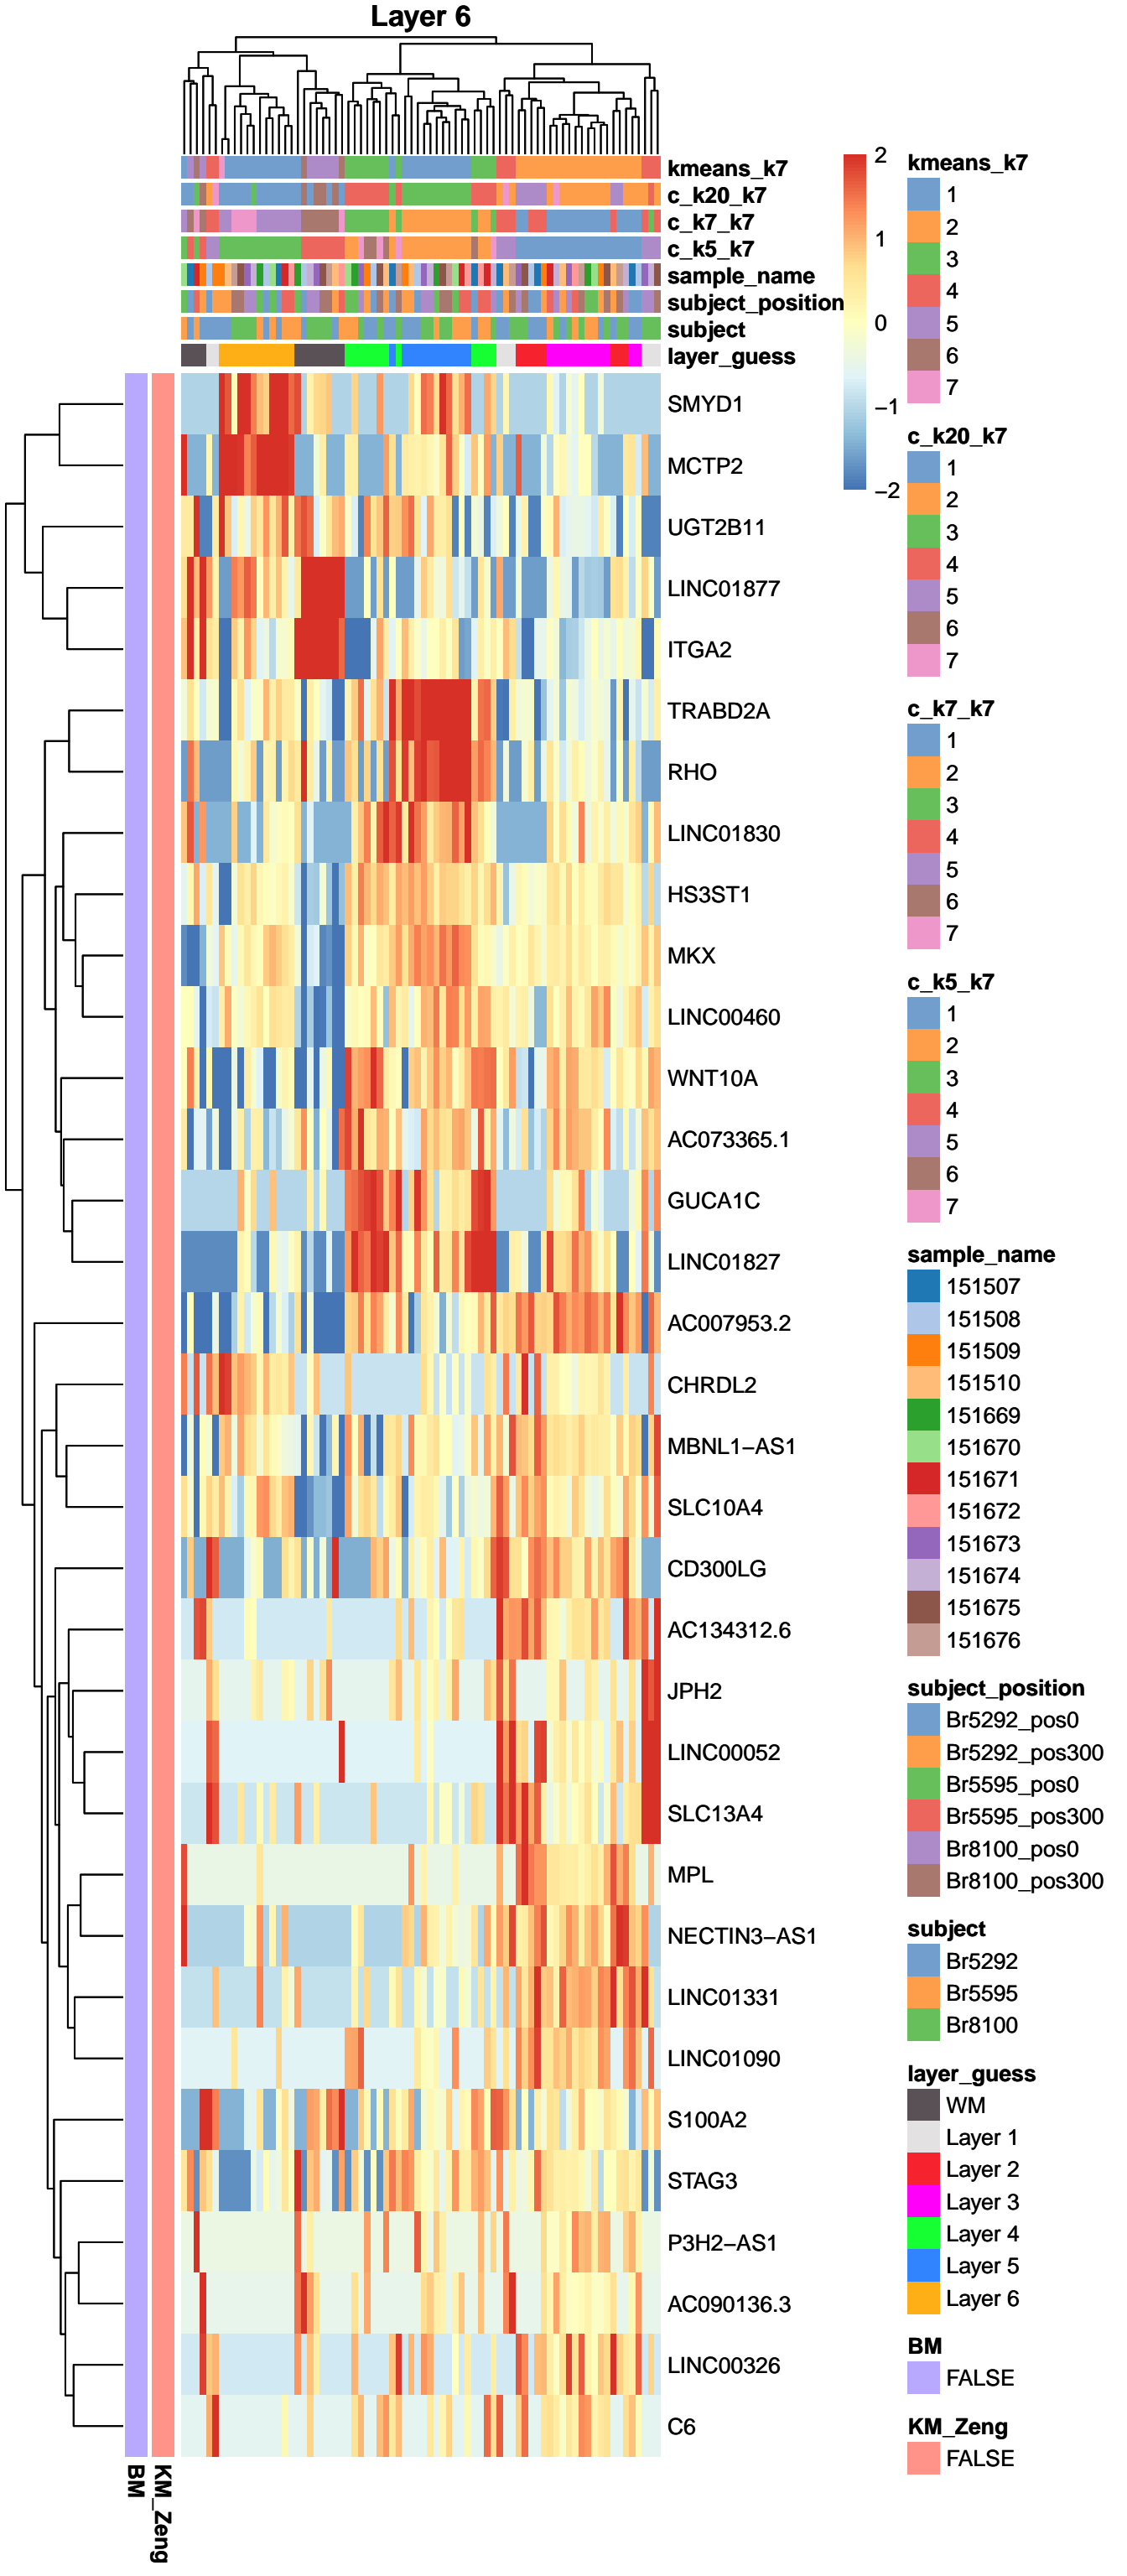 Layer 6
kmeans_k7
c_k20_k7
c_k7_k7
c_k5_k7
sample_name
subject_position
subject
layer_guess
SMYD1
MCTP2
UGT2B11
LINC01877
ITGA2
TRABD2A
RHO
LINC01830
HS3ST1
MKX
LINC00460
WNT10A
AC073365.1
GUCA1C
LINC01827
AC007953.2
CHRDL2
MBNL1−AS1
SLC10A4
CD300LG
AC134312.6
JPH2
LINC00052
SLC13A4
MPL
NECTIN3−AS1
LINC01331
LINC01090
S100A2
STAG3
P3H2−AS1
AC090136.3
LINC00326
C6
BM
KM_Zeng
2
1
0
−1
−2
kmeans_k7
1
2
3
4
5
6
7
c_k20_k7
1
2
3
4
5
6
7
c_k7_k7
1
2
3
4
5
6
7
c_k5_k7
1
2
3
4
5
6
7
sample_name
151507
151508
151509
151510
151669
151670
151671
151672
151673
151674
151675
151676
subject_position
Br5292_pos0
Br5292_pos300
Br5595_pos0
Br5595_pos300
Br8100_pos0
Br8100_pos300
subject
Br5292
Br5595
Br8100
layer_guess
WM
Layer 1
Layer 2
Layer 3
Layer 4
Layer 5
Layer 6
BM
FALSE
KM_Zeng
FALSE